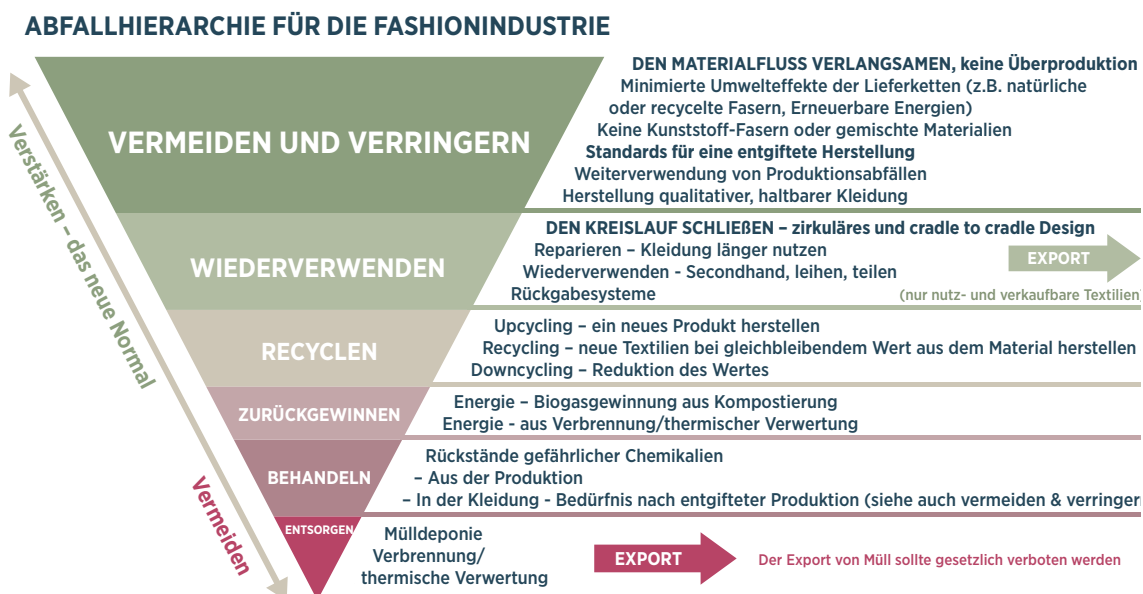 ABFALLHIERARCHIE FÜR DIE FASHIONINDUSTRIE
Verstärken – das neue Normal
Vermeiden
VERMEIDEN UND VERRINGERN
DEN MATERIALFLUSS VERLANGSAMEN, keine Überproduktion
Minimierte Umwelteffekte der Lieferketten (z.B. natürliche
oder recycelte Fasern, Erneuerbare Energien)
Keine Kunststoff-Fasern oder gemischte Materialien
Standards für eine entgiftete Herstellung
Weiterverwendung von Produktionsabfällen
Herstellung qualitativer, haltbarer Kleidung
WIEDERVERWENDEN
DEN KREISLAUF SCHLIEẞEN – zirkuläres und cradle to cradle Design
Reparieren – Kleidung länger nutzen
Wiederverwenden - Secondhand, leihen, teilen
Rückgabesysteme
EXPORT
(nur nutz- und verkaufbare Textilien)
RECYCLEN
Upcycling – ein neues Produkt herstellen
Recycling – neue Textilien bei gleichbleibendem Wert aus dem Material herstellen
Downcycling – Reduktion des Wertes
ZURÜCKGEWINNEN
Energie – Biogasgewinnung aus Kompostierung
Energie - aus Verbrennung/thermischer Verwertung
BEHANDELN
Rückstände gefährlicher Chemikalien
– Aus der Produktion
– In der Kleidung - Bedürfnis nach entgifteter Produktion (siehe auch vermeiden & verringern
ENTSORGEN
Mülldeponie
Verbrennung/
thermische Verwertung
EXPORT
Der Export von Müll sollte gesetzlich verboten werden